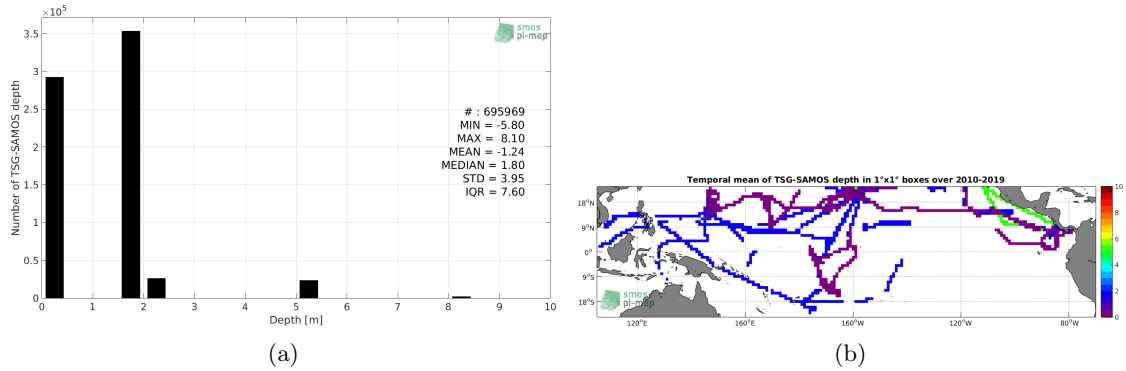 ×10⁵
smos
pi-mep
3.5
3
2.5
2
1.5
1
0.5
0
Number of TSG-SAMOS depth
# : 695969
MIN = -5.80
MAX = 8.10
MEAN = -1.24
MEDIAN = 1.80
STD = 3.95
IQR = 7.60
0 1 2 3 4 5 6 7 8 9 10
Depth [m]
(a)
Temporal mean of TSG-SAMOS depth in 1°x1° boxes over 2010-2019
18°N
9°N
0°
9°S
18°S
smos
pi-mep
120°E 160°E 160°W 120°W 80°W
10
8
6
4
2
0
(b)